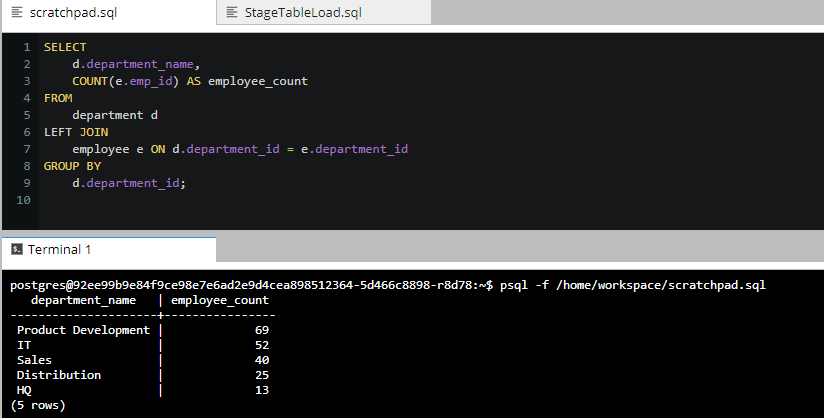 scratchpad.sql
StageTableLoad.sql
1 SELECT
2 d.department_name,
3 COUNT(e.emp_id) AS employee_count
4 FROM
5 department d
6 LEFT JOIN
7 employee e ON d.department_id = e.department_id
8 GROUP BY
9 d.department_id;
10
Terminal 1
postgres@92ee99b9e84f9ce98e7e6ad2e9d4cea898512364-5d466c8898-r8d78:~$ psql -f /home/workspace/scratchpad.sql
department_name | employee_count
---------------------+----------------
Product Development | 69
IT | 52
Sales | 40
Distribution | 25
HQ | 13
(5 rows)